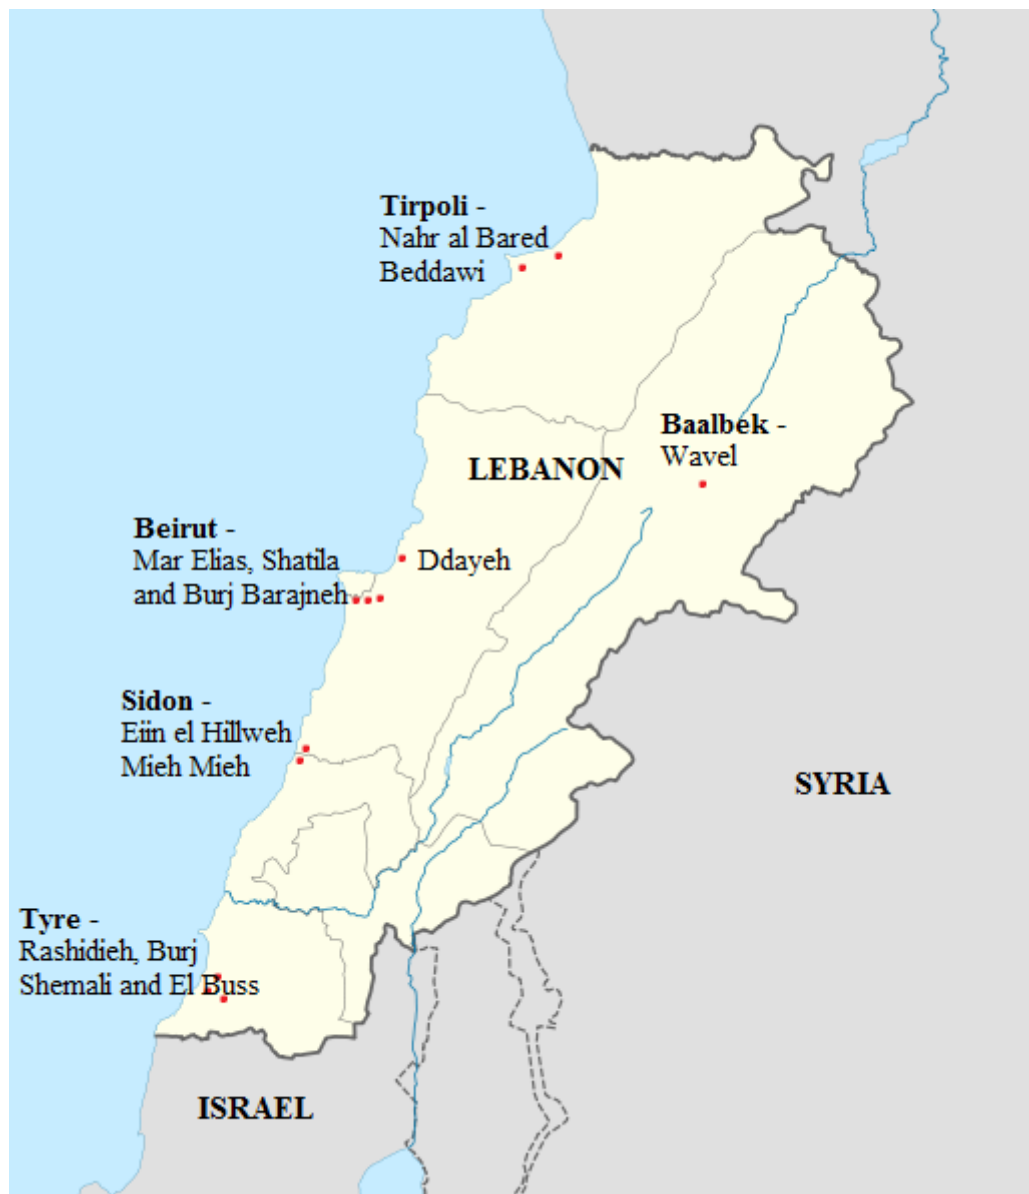 Tirpoli -
Nahr al Bared
Beddawi
Baalbek -
Wavel
LEBANON
Beirut -
Mar Elias, Shatila
and Burj Barajneh
Ddayeh
Sidon -
Eiin el Hillweh
Mieh Mieh
SYRIA
Tyre -
Rashidieh, Burj
Shemali and El Buss
ISRAEL